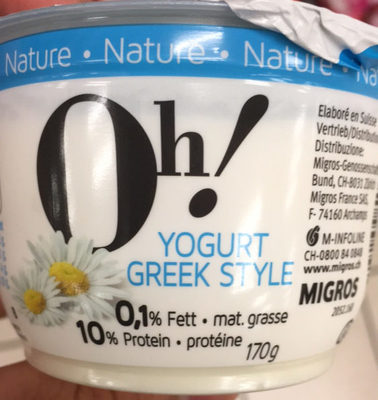 Nature • Nature • Nature • Na
Oh!
YOGURT
GREEK STYLE
0,1% Fett • mat. grasse
10% Protein • protéine
170g
Elaboré en Suisse
Vertrieb/Distribution
Distribuzione:
Migros-Genossensch
Bund, CH-8031 Zürich
Migros France SAS,
F-74160 Archamps
M-INFOLINE
CH-0800 84 0848
www.migros.ch
MIGROS